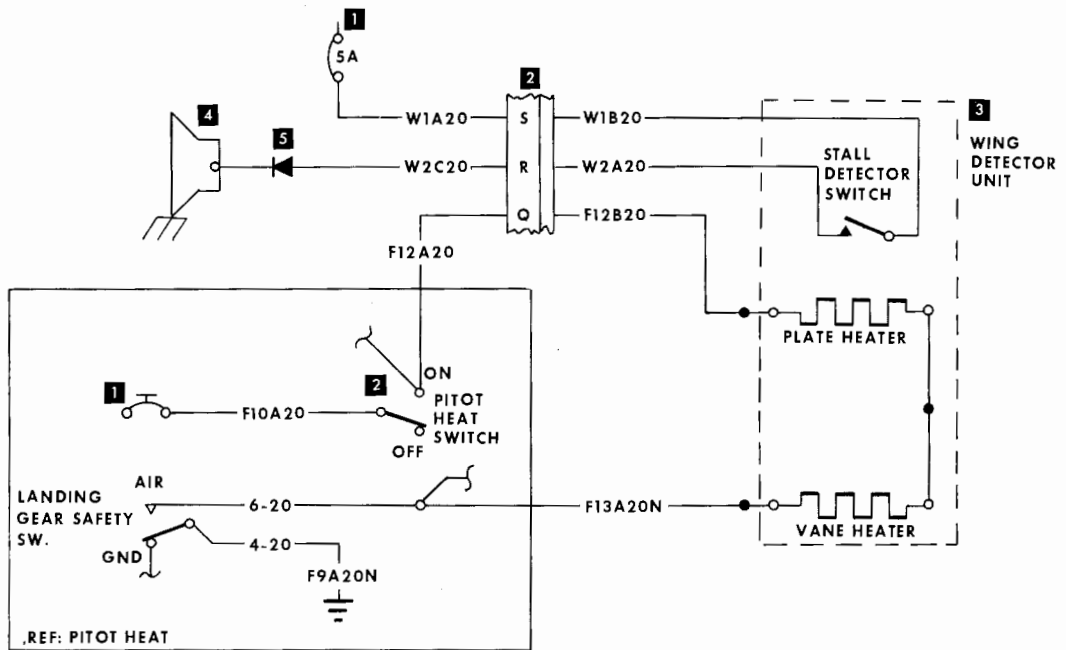 1
5A
2
3
4
5
W1A20
S
W1B20
WING
DETECTOR
UNIT
STALL
DETECTOR
SWITCH
W2C20
R
W2A20
Q
F12B20
F12A20
PLATE HEATER
ON
2
PITOT
HEAT
SWITCH
1
F10A20
OFF
AIR
LANDING
GEAR SAFETY
SW.
6-20
F13A20N
VANE HEATER
4-20
GND
F9A20N
REF: PITOT HEAT